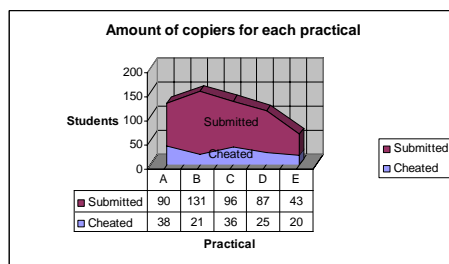 Amount of copiers for each practical
200
150
100
50
0
Students
Submitted
Cheated
Submitted
Cheated
A B C D E
Submitted 90 131 96 87 43
Cheated 38 21 36 25 20
Practical